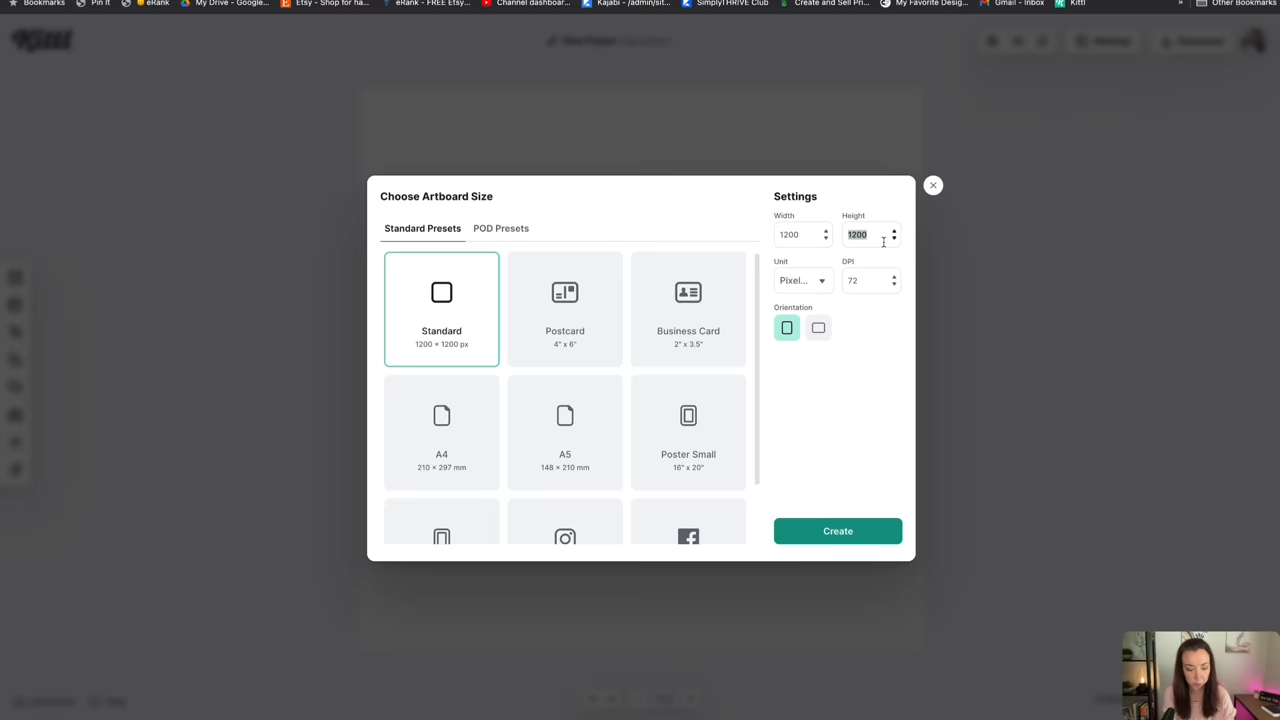 Bookmarks Pin It eRank My Drive - Google... Etsy - Shop for ha... eRank - FREE Etsy... Channel dashboar... Kajabi - /admin/sit... SimplyTHRIVE Club Create and Sell Pri... My Favorite Desig... Gmail - Inbox Kittl » Other Bookmarks
Kittl
Choose Artboard Size
Standard Presets POD Presets
Standard
1200 × 1200 px
Postcard
4" x 6"
Business Card
2" x 3.5"
A4
210 × 297 mm
A5
148 × 210 mm
Poster Small
16" x 20"
Settings
Width Height
1200 1200
Unit DPI
Pixel... 72
Orientation
Create